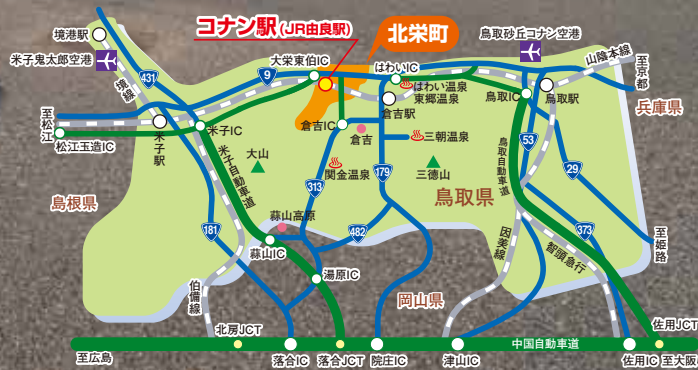 境港駅
米子鬼太郎空港
境線
431
コナン駅(JR由良駅)
北栄町
大栄東伯IC
9
はわいIC
鳥取砂丘コナン空港
山陰本線
至京都
兵庫県
はわい温泉
東郷温泉
倉吉駅
鳥取IC
鳥取駅
至松江
松江玉造IC
米子駅
米子IC
倉吉IC
倉吉
三朝温泉
53
鳥取自動車道
29
大山
米子自動車道
関金温泉
179
三徳山
313
鳥取県
島根県
181
蒜山高原
482
373
至姫路
因美線
智頭急行
蒜山IC
湯原IC
伯備線
岡山県
北房JCT
佐用JCT
中国自動車道
至広島
落合IC
落合JCT
院庄IC
津山IC
佐用IC
至大阪